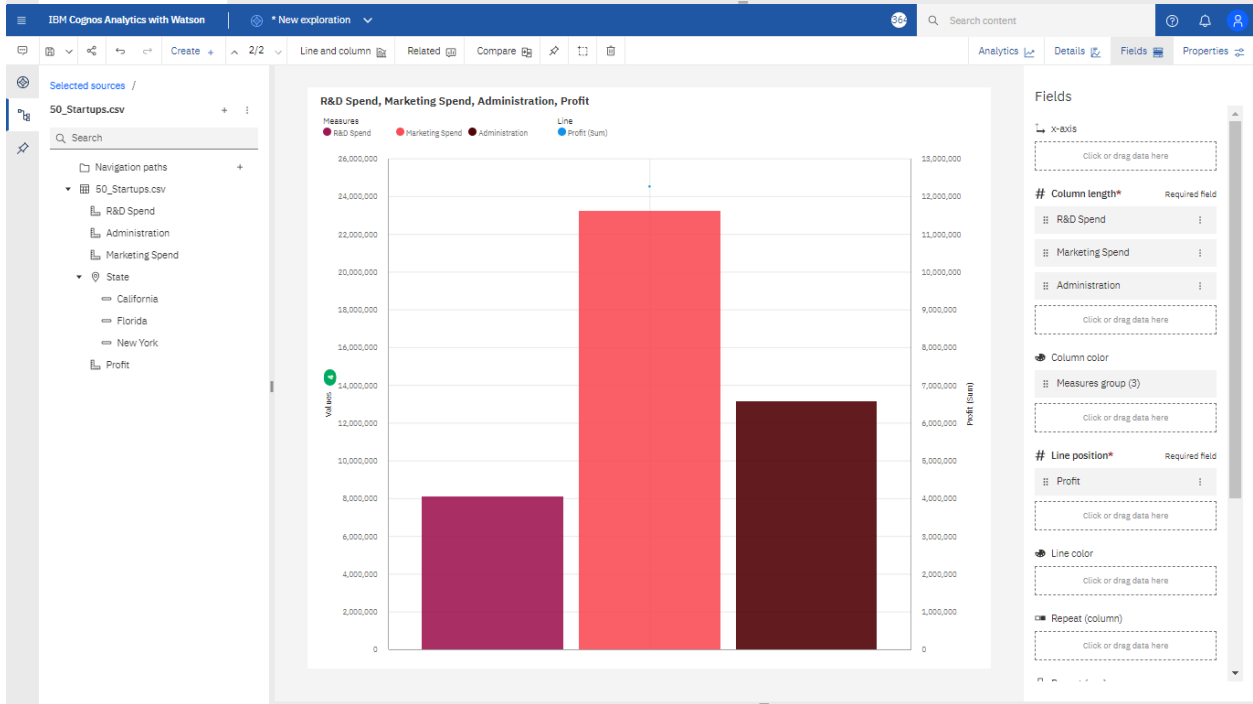 IBM Cognos Analytics with Watson
* New exploration
364
Search content
Create +
2/2
Line and column
Related
Compare
Analytics
Details
Fields
Properties
Selected sources /
50_Startups.csv
Search
Navigation paths
50_Startups.csv
R&D Spend
Administration
Marketing Spend
State
California
Florida
New York
Profit
R&D Spend, Marketing Spend, Administration, Profit
Measures
R&D Spend
Marketing Spend
Administration
Line
Profit (Sum)
26,000,000
24,000,000
22,000,000
20,000,000
18,000,000
16,000,000
14,000,000
12,000,000
10,000,000
8,000,000
6,000,000
4,000,000
2,000,000
0
Values
13,000,000
12,000,000
11,000,000
10,000,000
9,000,000
8,000,000
7,000,000
6,000,000
5,000,000
4,000,000
3,000,000
2,000,000
1,000,000
0
Profit (Sum)
Fields
x-axis
Click or drag data here
# Column length* Required field
R&D Spend
Marketing Spend
Administration
Click or drag data here
Column color
Measures group (3)
Click or drag data here
# Line position* Required field
Profit
Click or drag data here
Line color
Click or drag data here
Repeat (column)
Click or drag data here